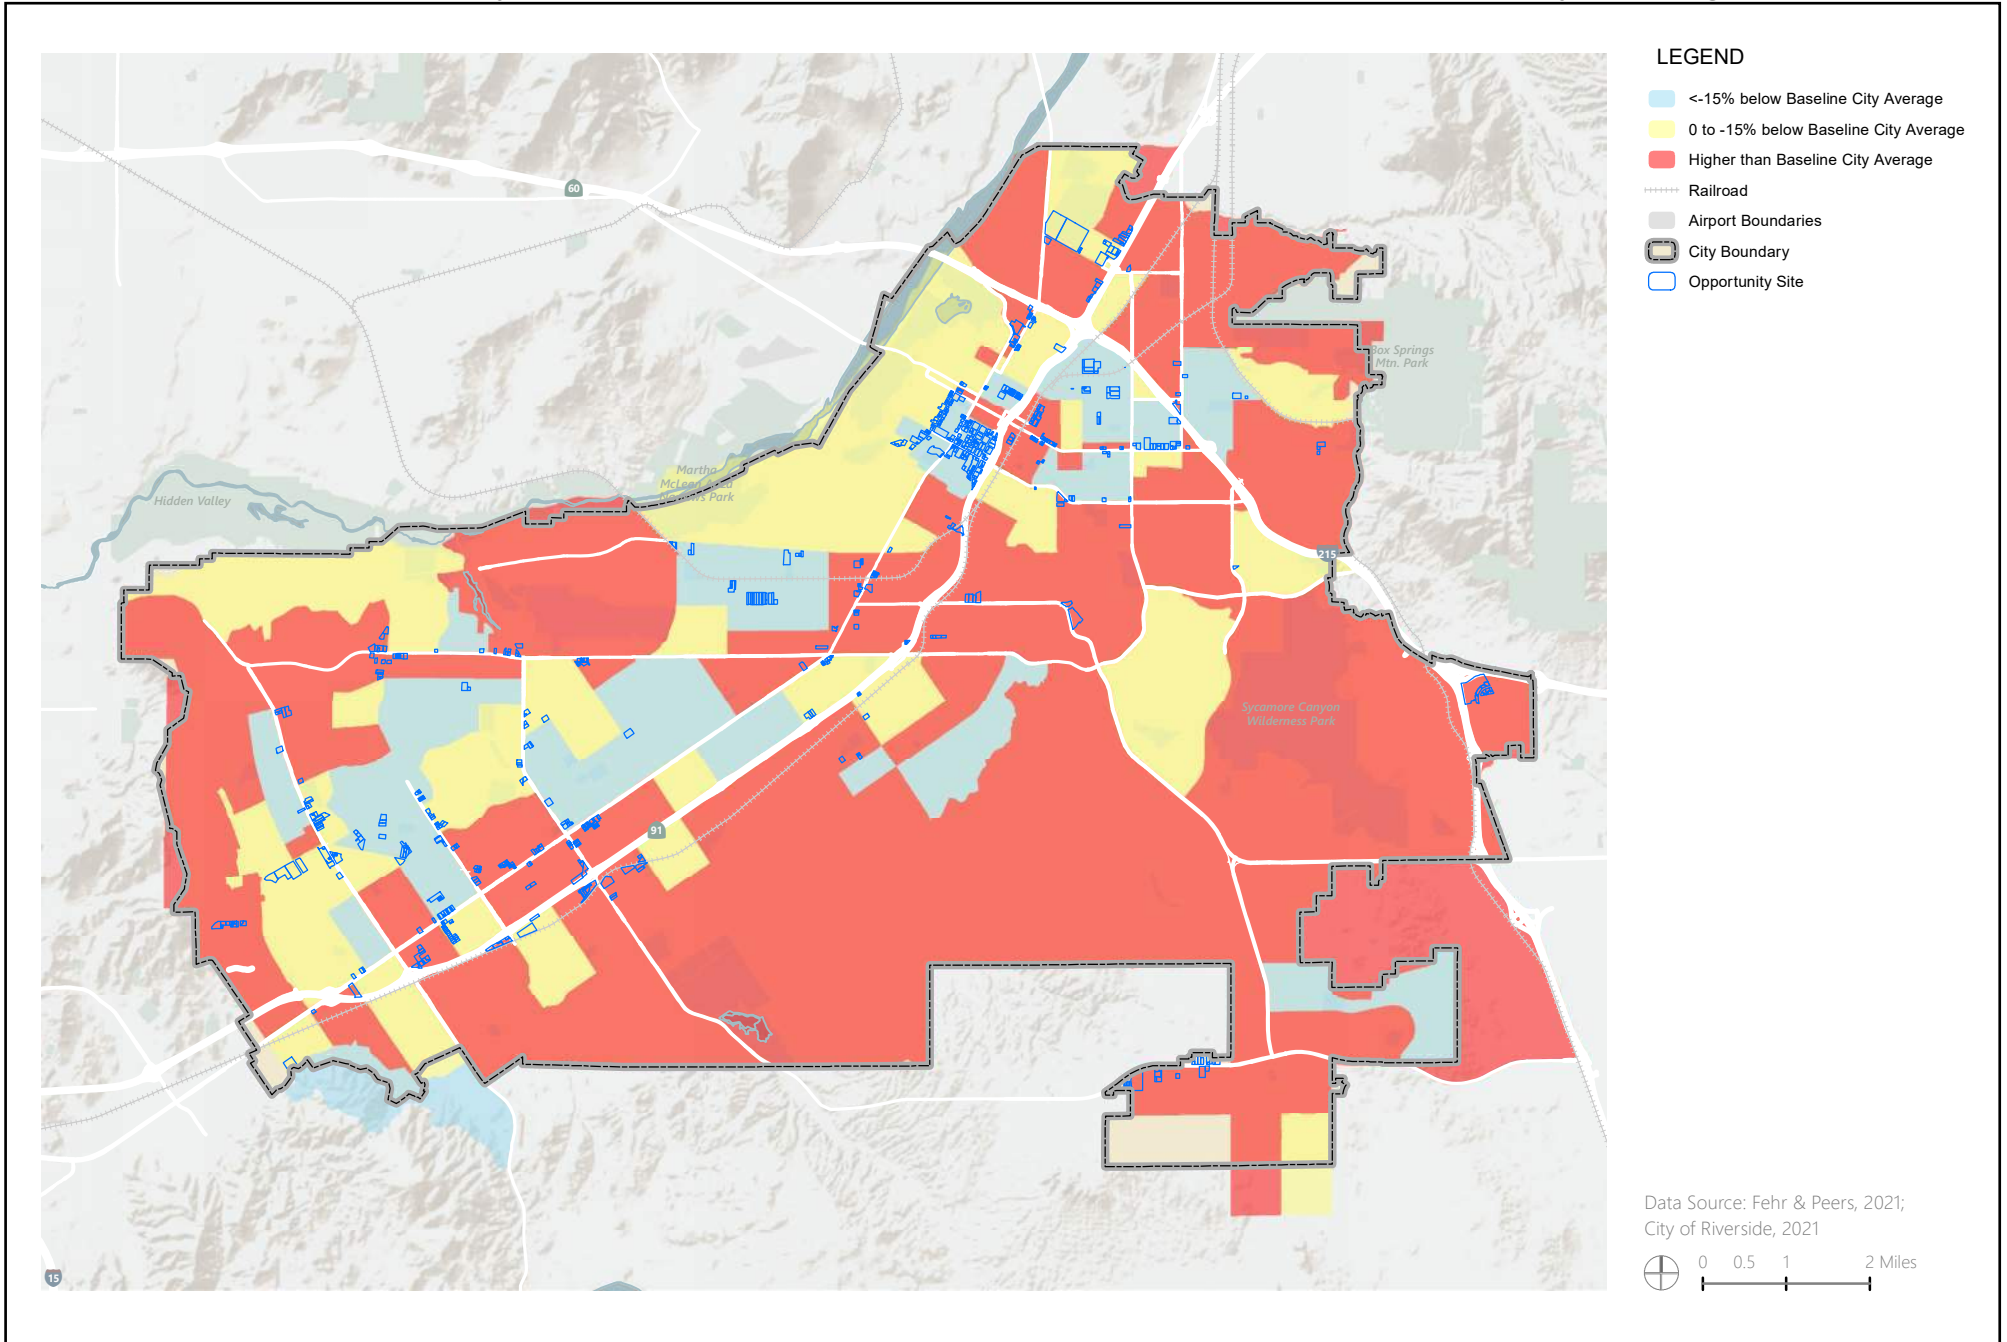 LEGEND
<-15% below Baseline City Average
0 to -15% below Baseline City Average
Higher than Baseline City Average
Railroad
Airport Boundaries
City Boundary
Opportunity Site
60
Box Springs
Mtn. Park
Martha
McLean Anza
Narrows Park
Hidden Valley
215
Sycamore Canyon
Wilderness Park
91
15
Data Source: Fehr & Peers, 2021;
City of Riverside, 2021
0 0.5 1 2 Miles